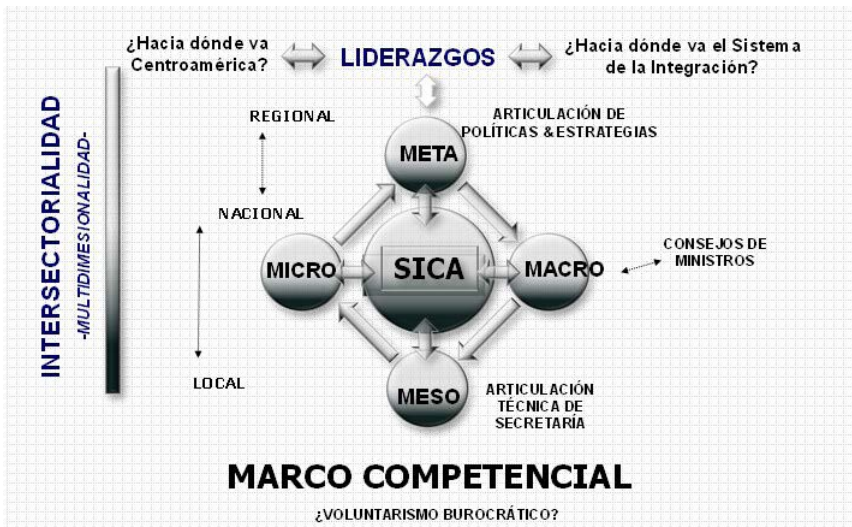 ¿Hacia dónde va
Centroamérica?
LIDERAZGOS
¿Hacia dónde va el Sistema
de la Integración?
INTERSECTORIALIDAD
-MULTIDIMESIONALIDAD-
REGIONAL
ARTICULACIÓN DE
POLÍTICAS & ESTRATEGIAS
META
NACIONAL
MICRO
SICA
MACRO
CONSEJOS DE
MINISTROS
LOCAL
MESO
ARTICULACIÓN
TÉCNICA DE
SECRETARÍA
MARCO COMPETENCIAL
¿VOLUNTARISMO BUROCRÁTICO?